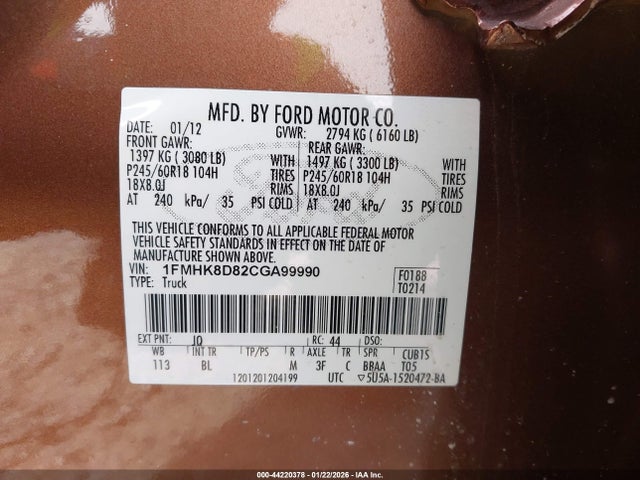 MFD. BY FORD MOTOR CO.
DATE: 01/12 GVWR: 2794 KG ( 6160 LB)
FRONT GAWR: REAR GAWR:
1397 KG ( 3080 LB) WITH 1497 KG ( 3300 LB) WITH
P245/60R18 104H TIRES P245/60R18 104H TIRES
18X8.0J RIMS 18X8.0J RIMS
AT 240 kPa/ 35 PSI COLD AT 240 kPa/ 35 PSI COLD
THIS VEHICLE CONFORMS TO ALL APPLICABLE FEDERAL MOTOR
VEHICLE SAFETY STANDARDS IN EFFECT ON THE DATE OF
MANUFACTURE SHOWN ABOVE.
VIN: 1FMHK8D82CGA99990 F0188
TYPE: Truck T0214
EXT PNT: JQ RC: 44 DSO:
WB INT TR TP/PS R AXLE TR SPR CUBIS
113 BL M 3F C BBAA T05
1201201204199 UTC 5U5A-1520472-BA
000-44220378 - 01/22/2026 - IAA Inc.